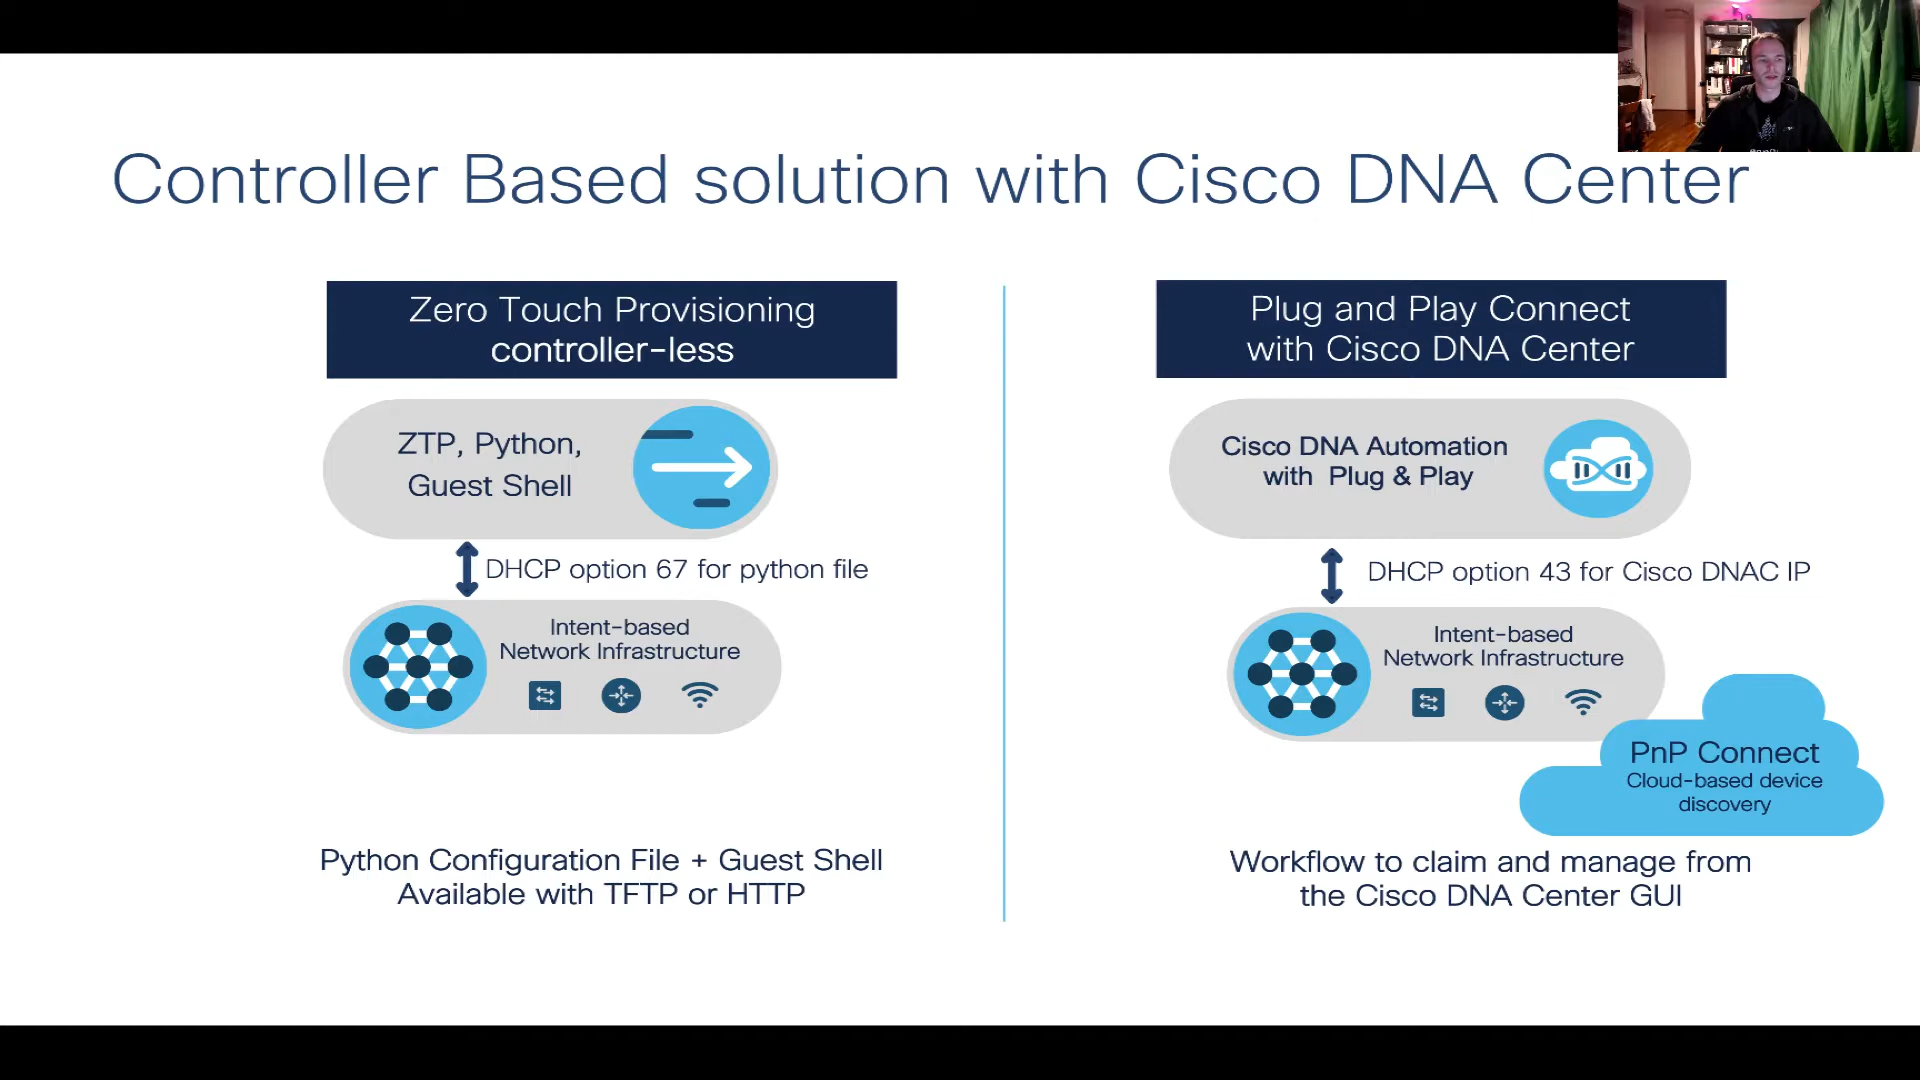 Controller Based solution with Cisco DNA Center
Zero Touch Provisioning
controller-less
ZTP, Python,
Guest Shell
DHCP option 67 for python file
Intent-based
Network Infrastructure
Python Configuration File + Guest Shell
Available with TFTP or HTTP
Plug and Play Connect
with Cisco DNA Center
Cisco DNA Automation
with Plug & Play
DHCP option 43 for Cisco DNAC IP
Intent-based
Network Infrastructure
PnP Connect
Cloud-based device
discovery
Workflow to claim and manage from
the Cisco DNA Center GUI